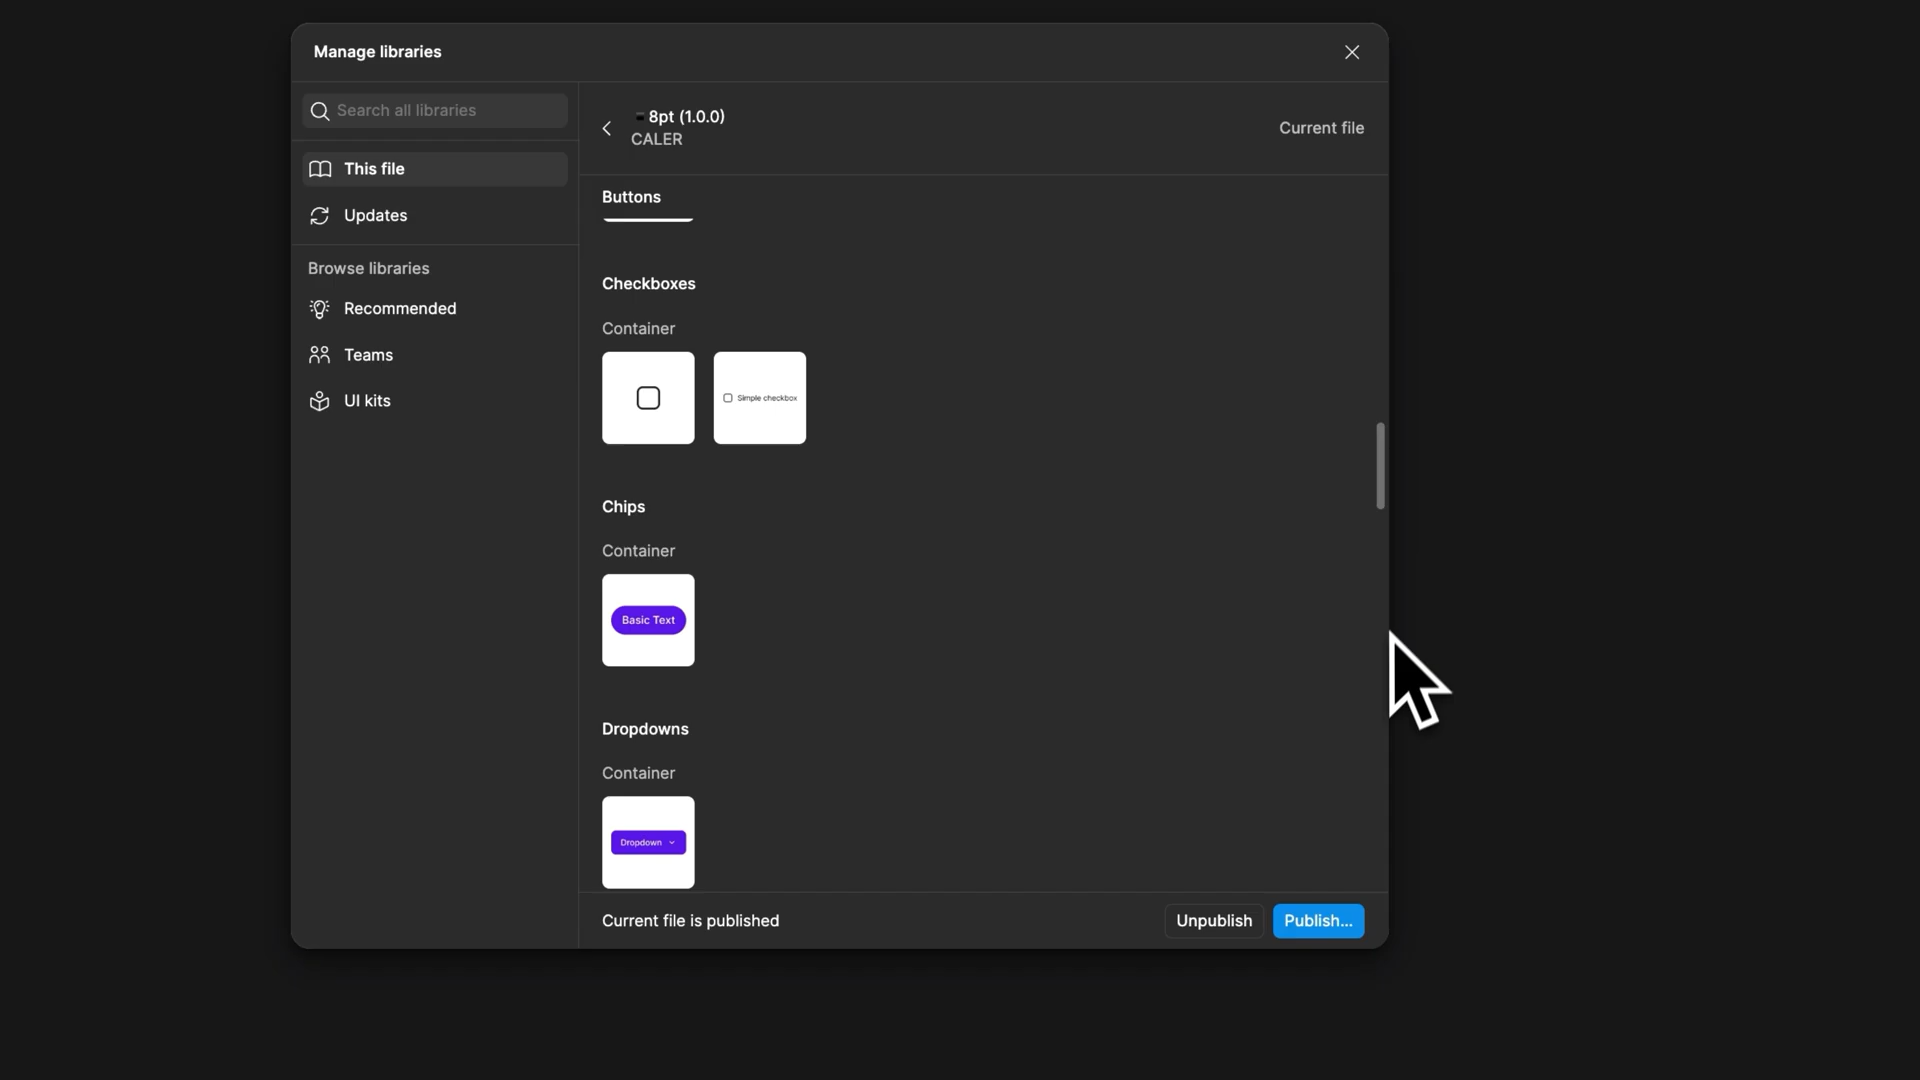 Manage libraries
Search all libraries
This file
Updates
Browse libraries
Recommended
Teams
UI kits
8pt (1.0.0)
CALER
Current file
Buttons
Checkboxes
Container
Simple checkbox
Chips
Container
Basic Text
Dropdowns
Container
Dropdown
Current file is published
Unpublish
Publish...